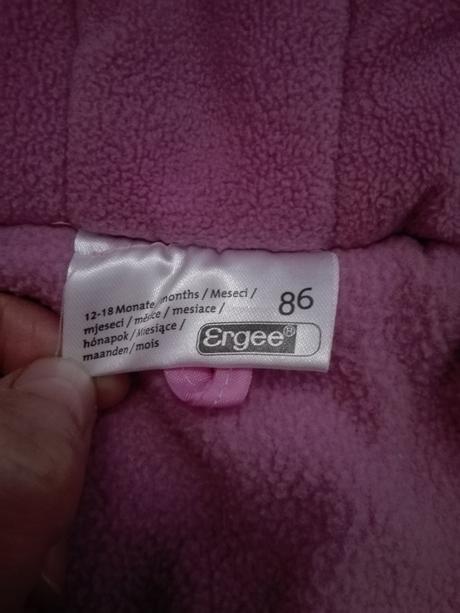 12-18 Monate / months / Meseci /
mjeseci / měsíce / mesiace /
hónapok / Miesiące /
maanden / mois
86
Ergee®